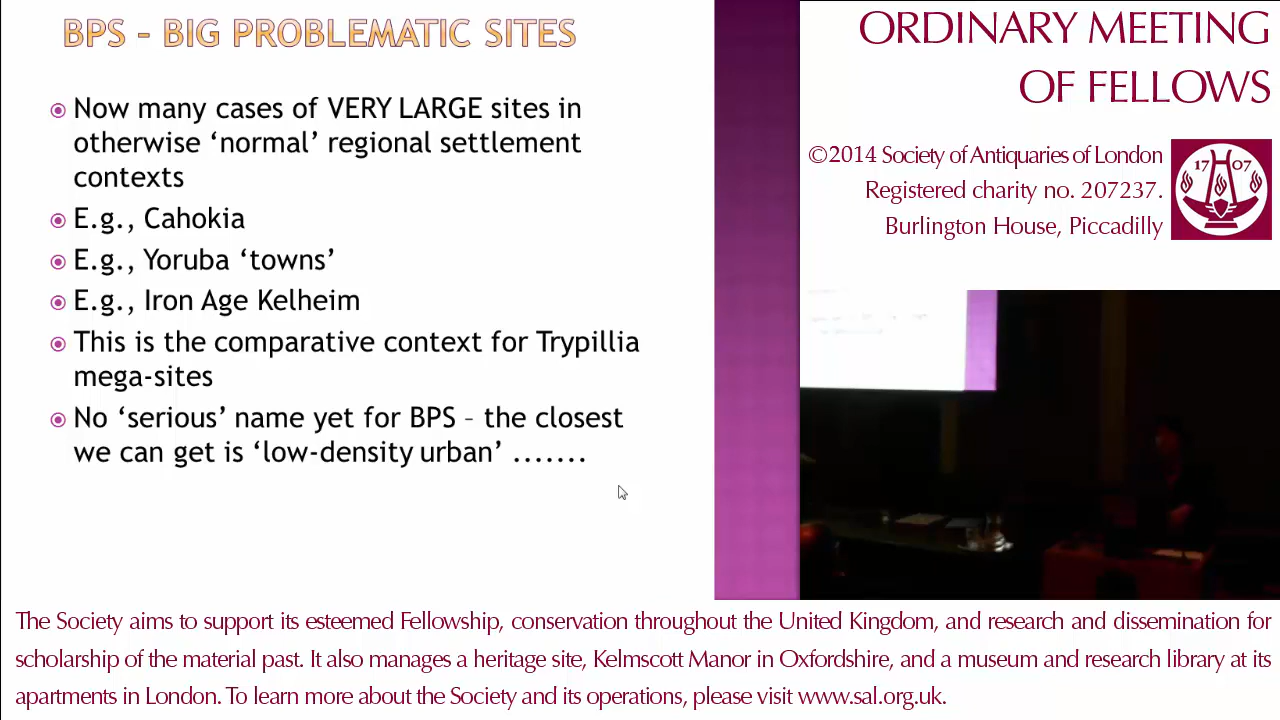 BPS – BIG PROBLEMATIC SITES
Now many cases of VERY LARGE sites in
otherwise ‘normal’ regional settlement
contexts
E.g., Cahokia
E.g., Yoruba ‘towns’
E.g., Iron Age Kelheim
This is the comparative context for Trypillia
mega-sites
No ‘serious’ name yet for BPS – the closest
we can get is ‘low-density urban’ .......
ORDINARY MEETING
OF FELLOWS
©2014 Society of Antiquaries of London
Registered charity no. 207237.
Burlington House, Piccadilly
17 07
The Society aims to support its esteemed Fellowship, conservation throughout the United Kingdom, and research and dissemination for
scholarship of the material past. It also manages a heritage site, Kelmscott Manor in Oxfordshire, and a museum and research library at its
apartments in London. To learn more about the Society and its operations, please visit www.sal.org.uk.